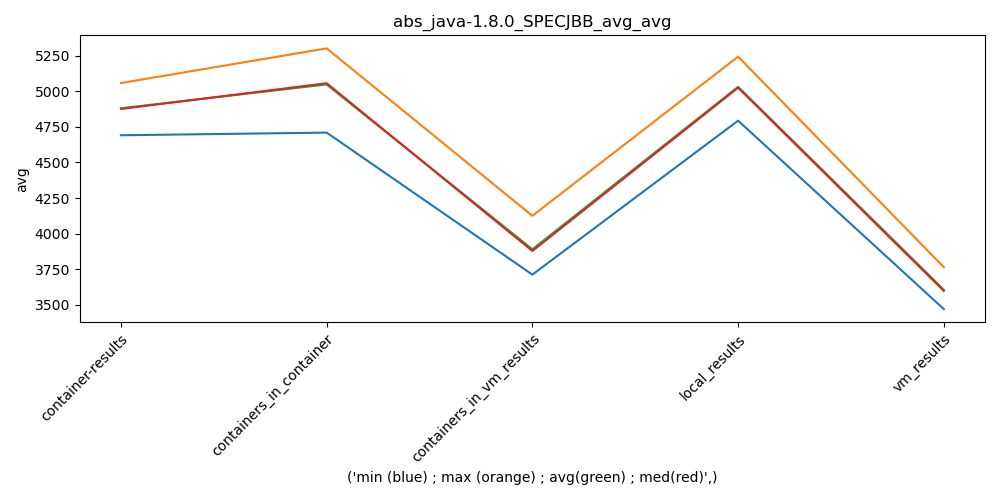 abs_java-1.8.0_SPECJBB_avg_avg
5250
5000
4750
4500
4250
4000
3750
3500
avg
container-results
containers_in_container
containers_in_vm_results
local_results
vm_results
('min (blue) ; max (orange) ; avg(green) ; med(red)',)